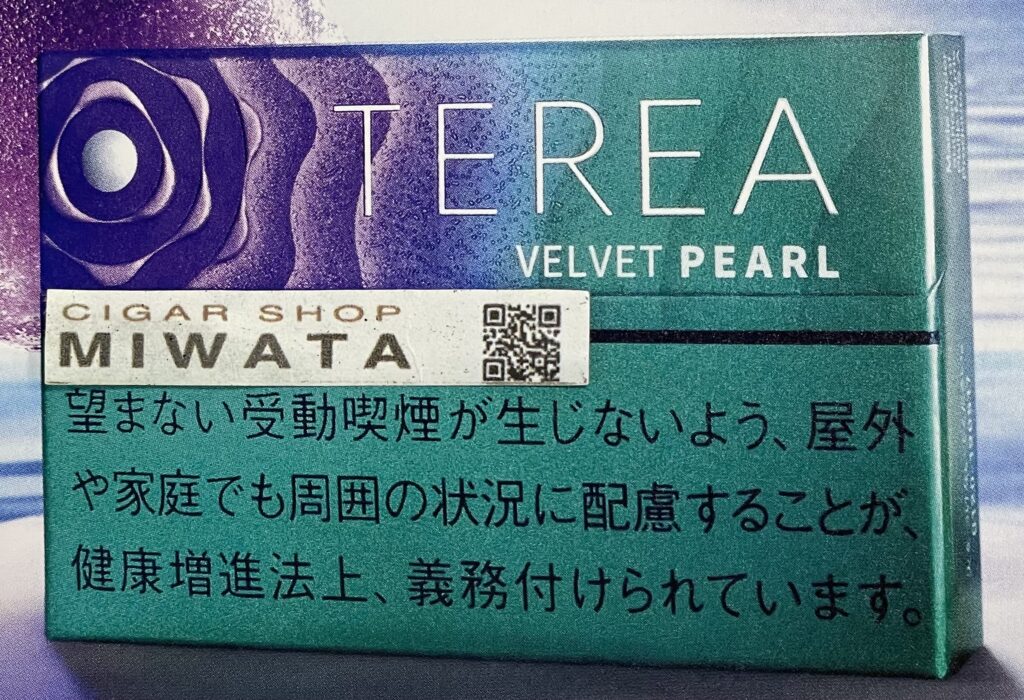 TEREA
VELVET PEARL
CIGAR SHOP
MIWATA
望まない受動喫煙が生じないよう、屋外
や家庭でも周囲の状況に配慮することが、
健康増進法上、義務付けられています。